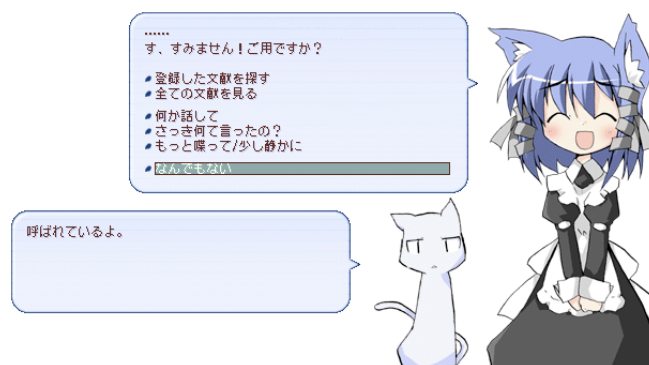 ……
す、すみません！ご用ですか？
登録した文献を探す
全ての文献を見る
何か話して
さっき何て言ったの？
もっと喋って/少し静かに
なんでもない
呼ばれているよ。